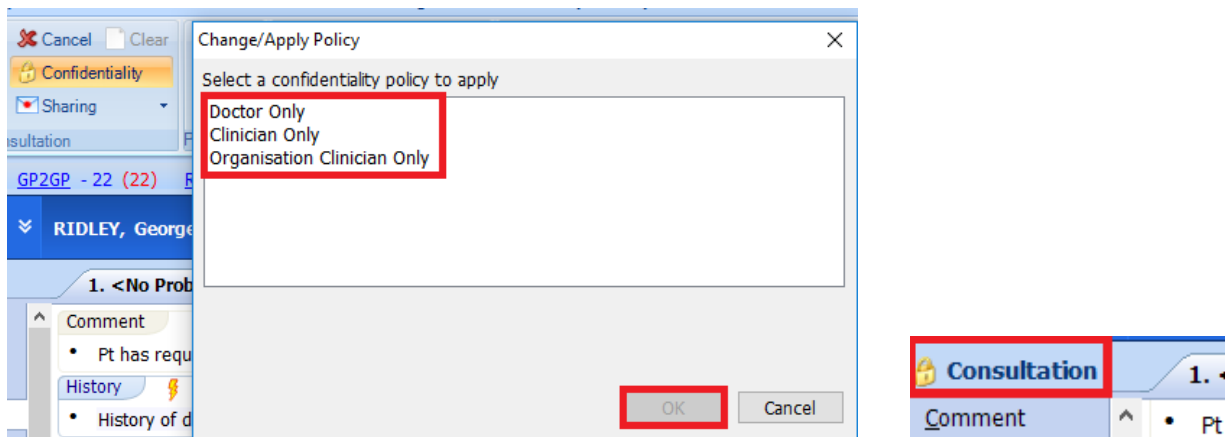 Cancel Clear
Confidentiality
Sharing
GP2GP - 22 (22)
RIDLEY, George
1. <No Prob
Comment
• Pt has requ
History
• History of d
Change/Apply Policy
Select a confidentiality policy to apply
Doctor Only
Clinician Only
Organisation Clinician Only
OK Cancel
Consultation 1. <
Comment • Pt